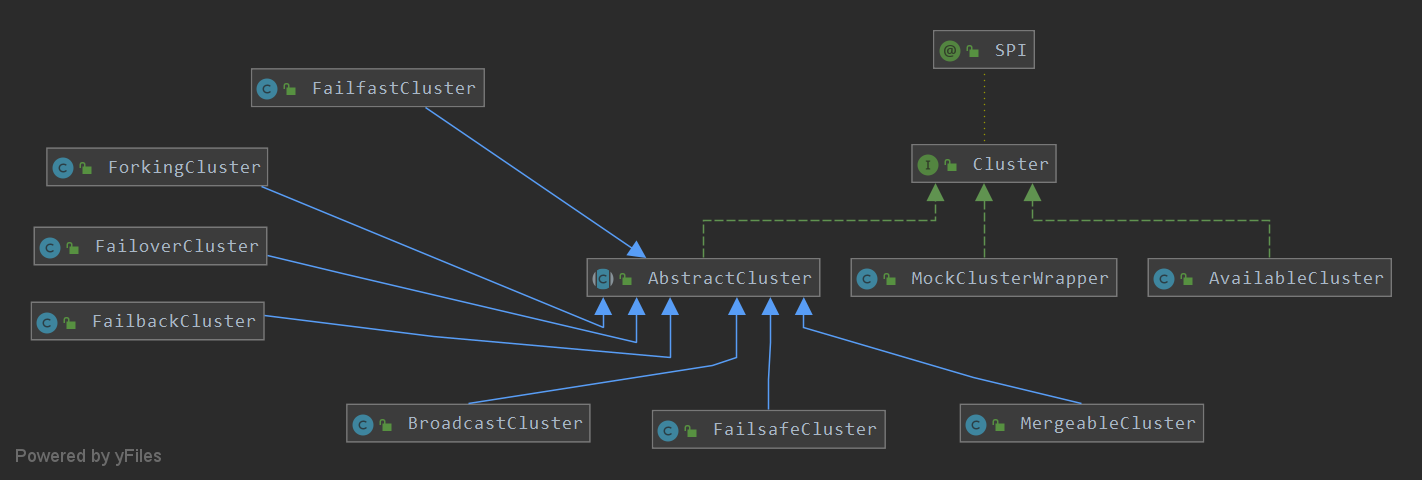 SPI
FailfastCluster
ForkingCluster
Cluster
FailoverCluster
AbstractCluster
MockClusterWrapper
AvailableCluster
FailbackCluster
BroadcastCluster
FailsafeCluster
MergeableCluster
Powered by yFiles